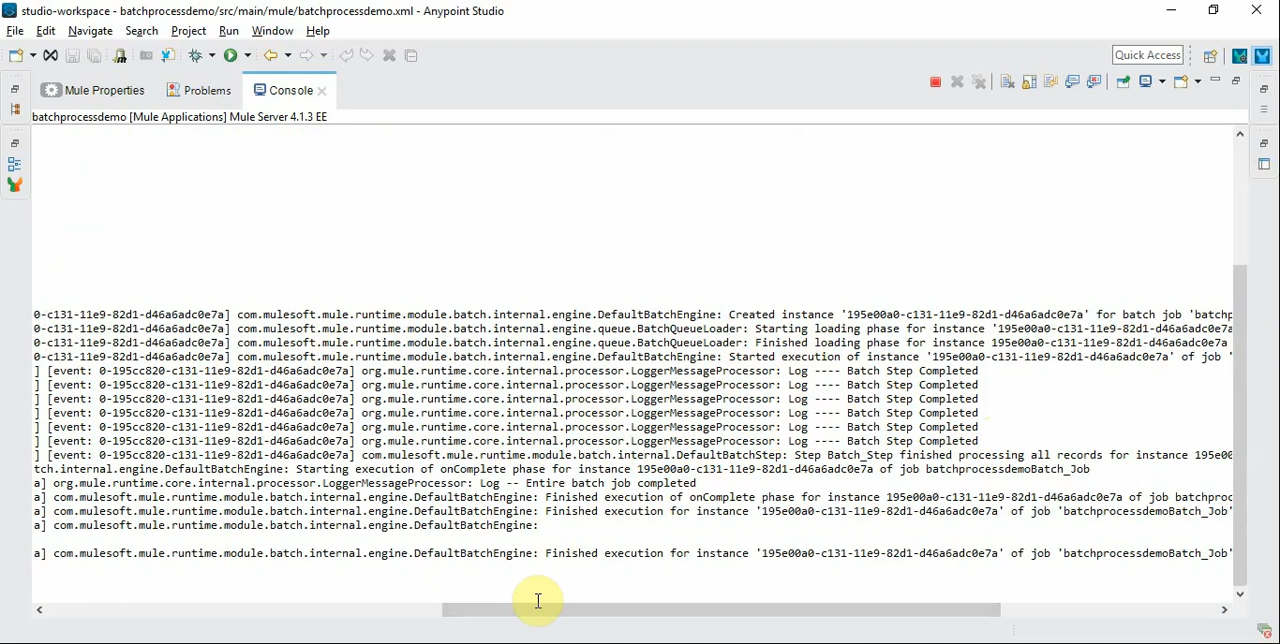 studio-workspace - batchprocessdemo/src/main/mule/batchprocessdemo.xml - Anypoint Studio
File Edit Navigate Search Project Run Window Help
Quick Access
Mule Properties Problems Console
batchprocessdemo [Mule Applications] Mule Server 4.1.3 EE
0-c131-11e9-82d1-d46a6adc0e7a] com.mulesoft.mule.runtime.module.batch.internal.engine.DefaultBatchEngine: Created instance '195e00a0-c131-11e9-82d1-d46a6adc0e7a' for batch job 'batchp
0-c131-11e9-82d1-d46a6adc0e7a] com.mulesoft.mule.runtime.module.batch.internal.engine.queue.BatchQueueLoader: Starting loading phase for instance '195e00a0-c131-11e9-82d1-d46a6adc0e7a
0-c131-11e9-82d1-d46a6adc0e7a] com.mulesoft.mule.runtime.module.batch.internal.engine.queue.BatchQueueLoader: Finished loading phase for instance '195e00a0-c131-11e9-82d1-d46a6adc0e7a
0-c131-11e9-82d1-d46a6adc0e7a] com.mulesoft.mule.runtime.module.batch.internal.engine.DefaultBatchEngine: Started execution of instance '195e00a0-c131-11e9-82d1-d46a6adc0e7a' of job '
] [event: 0-195cc820-c131-11e9-82d1-d46a6adc0e7a] org.mule.runtime.core.internal.processor.LoggerMessageProcessor: Log ---- Batch Step Completed
] [event: 0-195cc820-c131-11e9-82d1-d46a6adc0e7a] org.mule.runtime.core.internal.processor.LoggerMessageProcessor: Log ---- Batch Step Completed
] [event: 0-195cc820-c131-11e9-82d1-d46a6adc0e7a] org.mule.runtime.core.internal.processor.LoggerMessageProcessor: Log ---- Batch Step Completed
] [event: 0-195cc820-c131-11e9-82d1-d46a6adc0e7a] org.mule.runtime.core.internal.processor.LoggerMessageProcessor: Log ---- Batch Step Completed
] [event: 0-195cc820-c131-11e9-82d1-d46a6adc0e7a] org.mule.runtime.core.internal.processor.LoggerMessageProcessor: Log ---- Batch Step Completed
] [event: 0-195cc820-c131-11e9-82d1-d46a6adc0e7a] org.mule.runtime.core.internal.processor.LoggerMessageProcessor: Log ---- Batch Step Completed
] [event: 0-195cc820-c131-11e9-82d1-d46a6adc0e7a] com.mulesoft.mule.runtime.module.batch.internal.DefaultBatchStep: Step Batch_Step finished processing all records for instance 195e0
tch.internal.engine.DefaultBatchEngine: Starting execution of onComplete phase for instance 195e00a0-c131-11e9-82d1-d46a6adc0e7a of job batchprocessdemoBatch_Job
a] org.mule.runtime.core.internal.processor.LoggerMessageProcessor: Log -- Entire batch job completed
a] com.mulesoft.mule.runtime.module.batch.internal.engine.DefaultBatchEngine: Finished execution of onComplete phase for instance 195e00a0-c131-11e9-82d1-d46a6adc0e7a of job batchproc
a] com.mulesoft.mule.runtime.module.batch.internal.engine.DefaultBatchEngine: Finished execution for instance '195e00a0-c131-11e9-82d1-d46a6adc0e7a' of job 'batchprocessdemoBatch_Job'
a] com.mulesoft.mule.runtime.module.batch.internal.engine.DefaultBatchEngine:
a] com.mulesoft.mule.runtime.module.batch.internal.engine.DefaultBatchEngine: Finished execution for instance '195e00a0-c131-11e9-82d1-d46a6adc0e7a' of job 'batchprocessdemoBatch_Job'